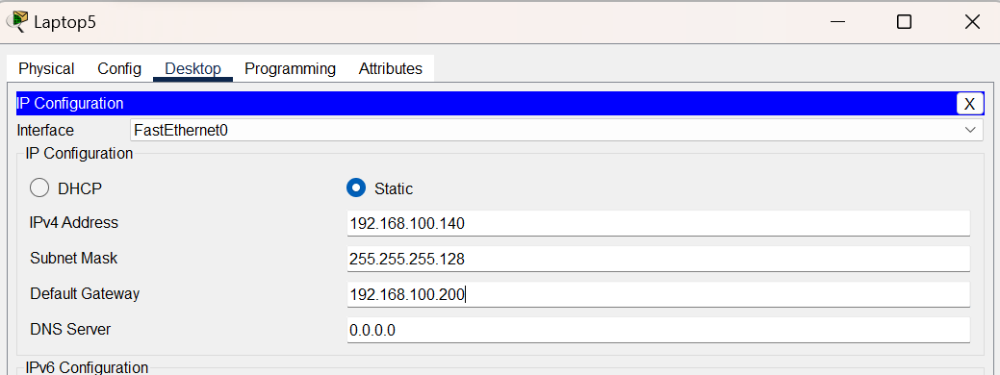 Laptop5
Physical Config Desktop Programming Attributes
IP Configuration X
Interface FastEthernet0
IP Configuration
DHCP Static
IPv4 Address 192.168.100.140
Subnet Mask 255.255.255.128
Default Gateway 192.168.100.200
DNS Server 0.0.0.0
IPv6 Configuration